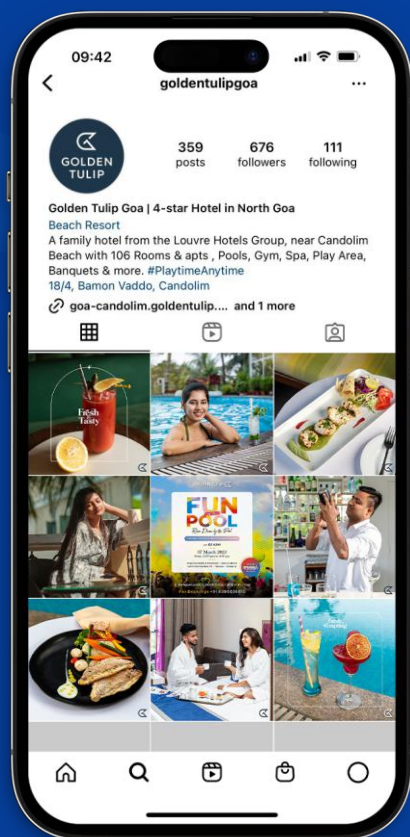 09:42
goldentulipgoa
GOLDEN
TULIP
359 676 111
posts followers following
Golden Tulip Goa | 4-star Hotel in North Goa
Beach Resort
A family hotel from the Louvre Hotels Group, near Candolim
Beach with 106 Rooms & apts , Pools, Gym, Spa, Play Area,
Banquets & more. #PlaytimeAnytime
18/4, Bamon Vaddo, Candolim
goa-candolim.goldentulip.... and 1 more
Fresh
Tasty
FUN
POOL